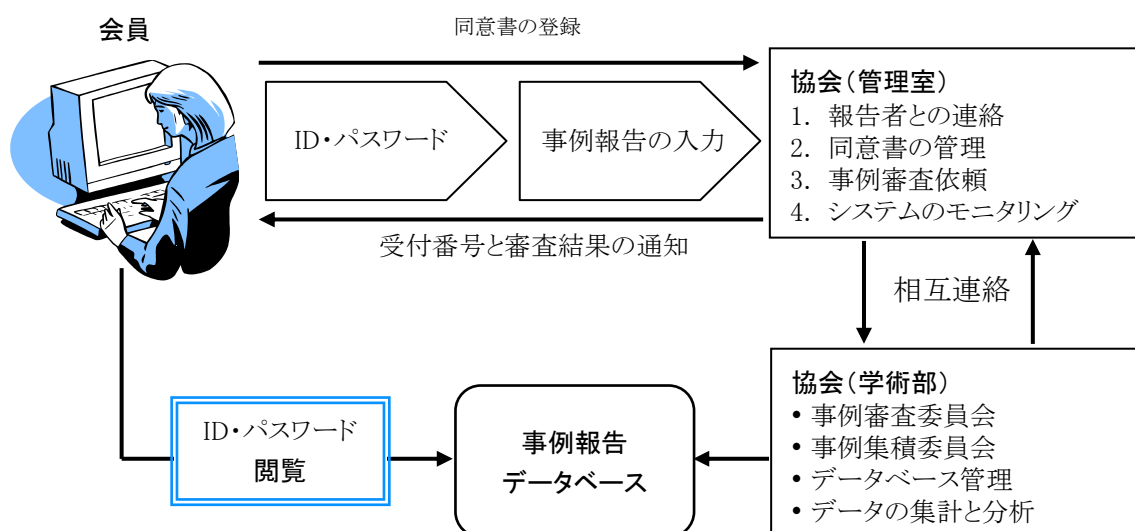 会員
同意書の登録
ID・パスワード
事例報告の入力
受付番号と審査結果の通知
協会(管理室)
1. 報告者との連絡
2. 同意書の管理
3. 事例審査依頼
4. システムのモニタリング
相互連絡
協会(学術部)
• 事例審査委員会
• 事例集積委員会
• データベース管理
• データの集計と分析
ID・パスワード
閲覧
事例報告
データベース